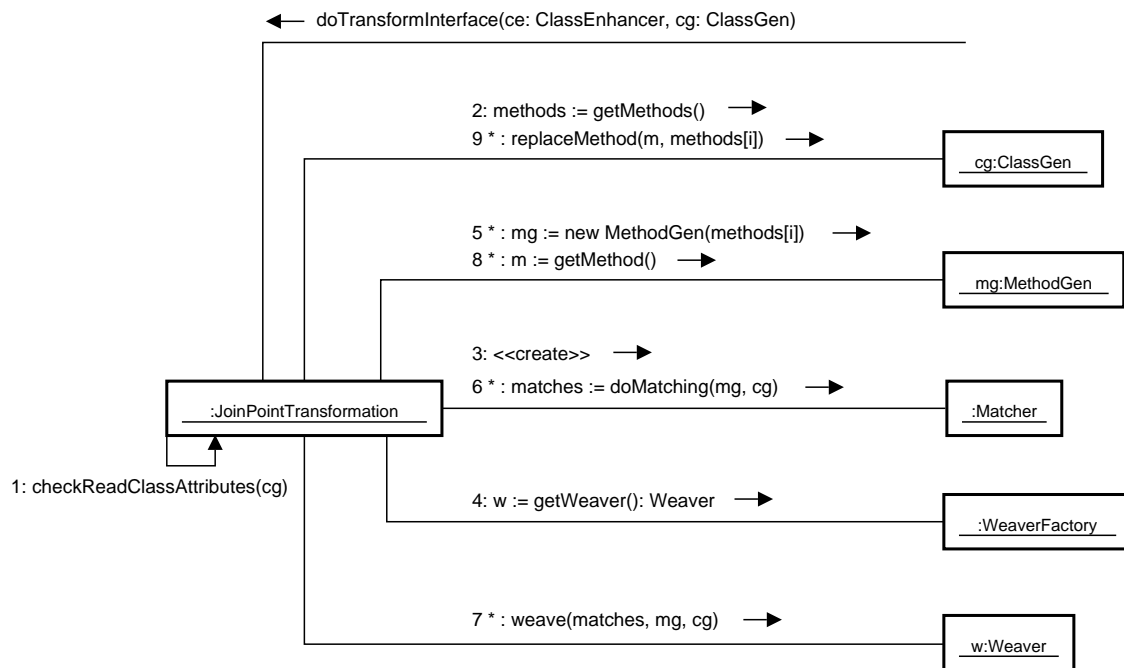 doTransformInterface(ce: ClassEnhancer, cg: ClassGen)
2: methods := getMethods()
9 * : replaceMethod(m, methods[i])
cg:ClassGen
5 * : mg := new MethodGen(methods[i])
8 * : m := getMethod()
mg:MethodGen
3: <<create>>
6 * : matches := doMatching(mg, cg)
:JoinPointTransformation
:Matcher
1: checkReadClassAttributes(cg)
4: w := getWeaver(): Weaver
:WeaverFactory
7 * : weave(matches, mg, cg)
w:Weaver